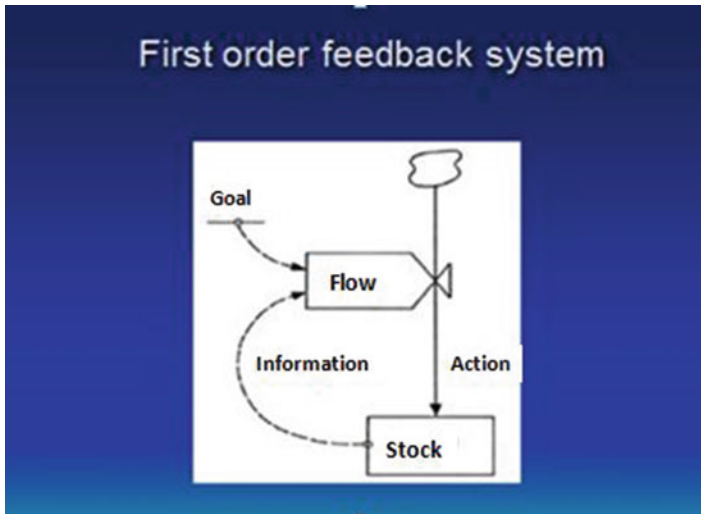 First order feedback system
Goal
Flow
Information
Action
Stock